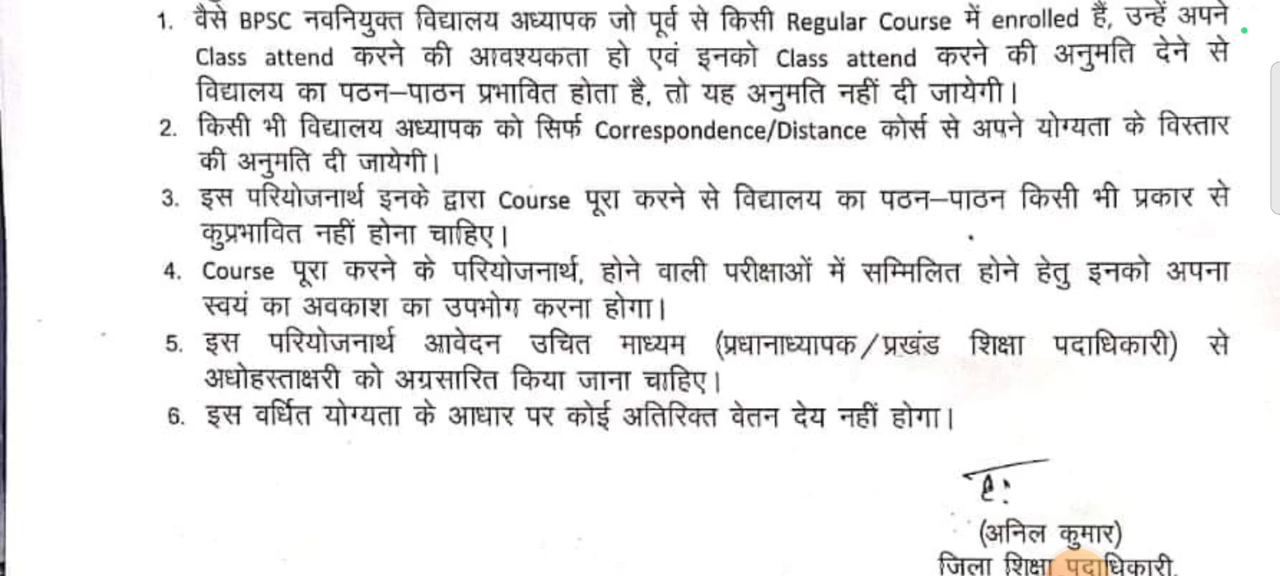 1. वैसे BPSC नवनियुक्त विद्यालय अध्यापक जो पूर्व से किसी Regular Course में enrolled हैं, उन्हें अपने
Class attend करने की आवश्यकता हो एवं इनको Class attend करने की अनुमति देने से
विद्यालय का पठन–पाठन प्रभावित होता है, तो यह अनुमति नहीं दी जायेगी।
2. किसी भी विद्यालय अध्यापक को सिर्फ Correspondence/Distance कोर्स से अपने योग्यता के विस्तार
की अनुमति दी जायेगी।
3. इस परियोजनार्थ इनके द्वारा Course पूरा करने से विद्यालय का पठन–पाठन किसी भी प्रकार से
कुप्रभावित नहीं होना चाहिए।
4. Course पूरा करने के परियोजनार्थ, होने वाली परीक्षाओं में सम्मिलित होने हेतु इनको अपना
स्वयं का अवकाश का उपभोग करना होगा।
5. इस परियोजनार्थ आवेदन उचित माध्यम (प्रधानाध्यापक/प्रखंड शिक्षा पदाधिकारी) से
अधोहस्ताक्षरी को अग्रसारित किया जाना चाहिए।
6. इस वर्धित योग्यता के आधार पर कोई अतिरिक्त वेतन देय नहीं होगा।
(अनिल कुमार)
जिला शिक्षा पदाधिकारी,